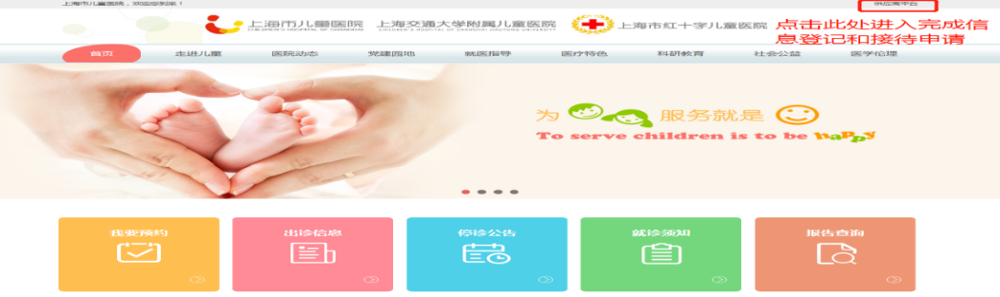 上海市儿童医院，欢迎您到来！
供应商平台
上海市儿童医院
CHILDREN'S HOSPITAL OF SHANGHAI
上海交通大学附属儿童医院
CHILDREN'S HOSPITAL OF SHANGHAI JIAOTONG UNIVERSITY
上海市红十字儿童医院
点击此处进入完成信
息登记和接待申请
首页 走进儿童 医院动态 党建园地 就医指导 医疗特色 科研教育 社会公益 医学伦理
为 服务就是
To serve children is to be happy
我要预约 出诊信息 停诊公告 就诊须知 报告查询